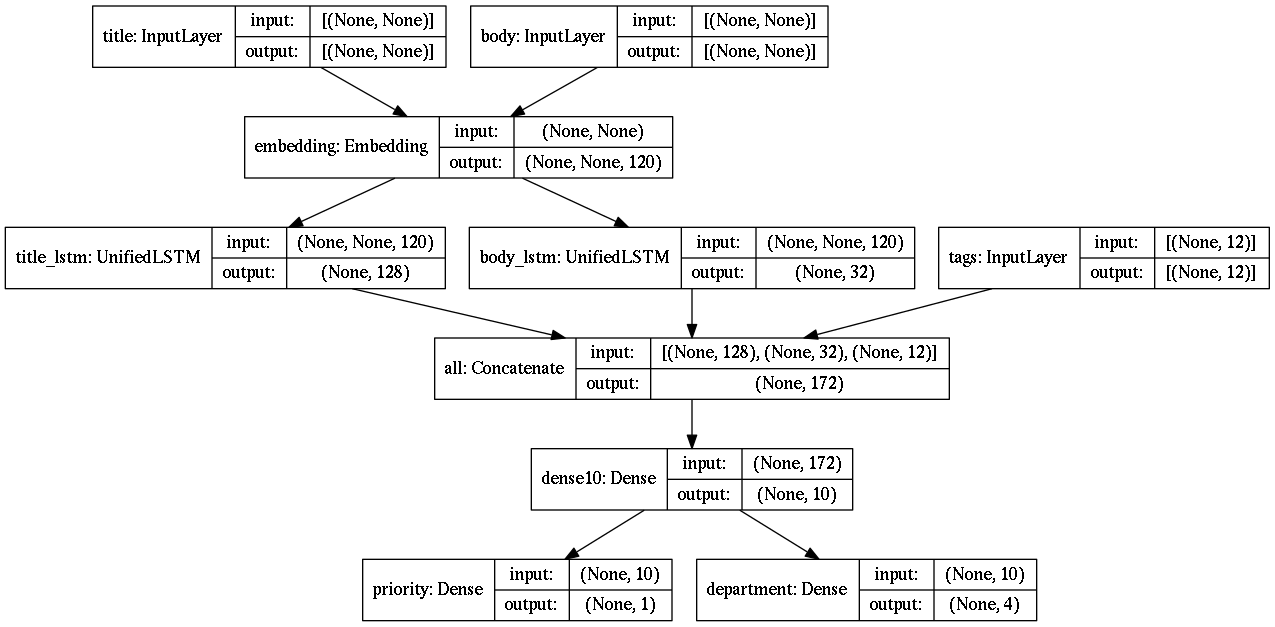 title: InputLayer
input: [(None, None)]
output: [(None, None)]
body: InputLayer
input: [(None, None)]
output: [(None, None)]
embedding: Embedding
input: (None, None)
output: (None, None, 120)
title_lstm: UnifiedLSTM
input: (None, None, 120)
output: (None, 128)
body_lstm: UnifiedLSTM
input: (None, None, 120)
output: (None, 32)
tags: InputLayer
input: [(None, 12)]
output: [(None, 12)]
all: Concatenate
input: [(None, 128), (None, 32), (None, 12)]
output: (None, 172)
dense10: Dense
input: (None, 172)
output: (None, 10)
priority: Dense
input: (None, 10)
output: (None, 1)
department: Dense
input: (None, 10)
output: (None, 4)